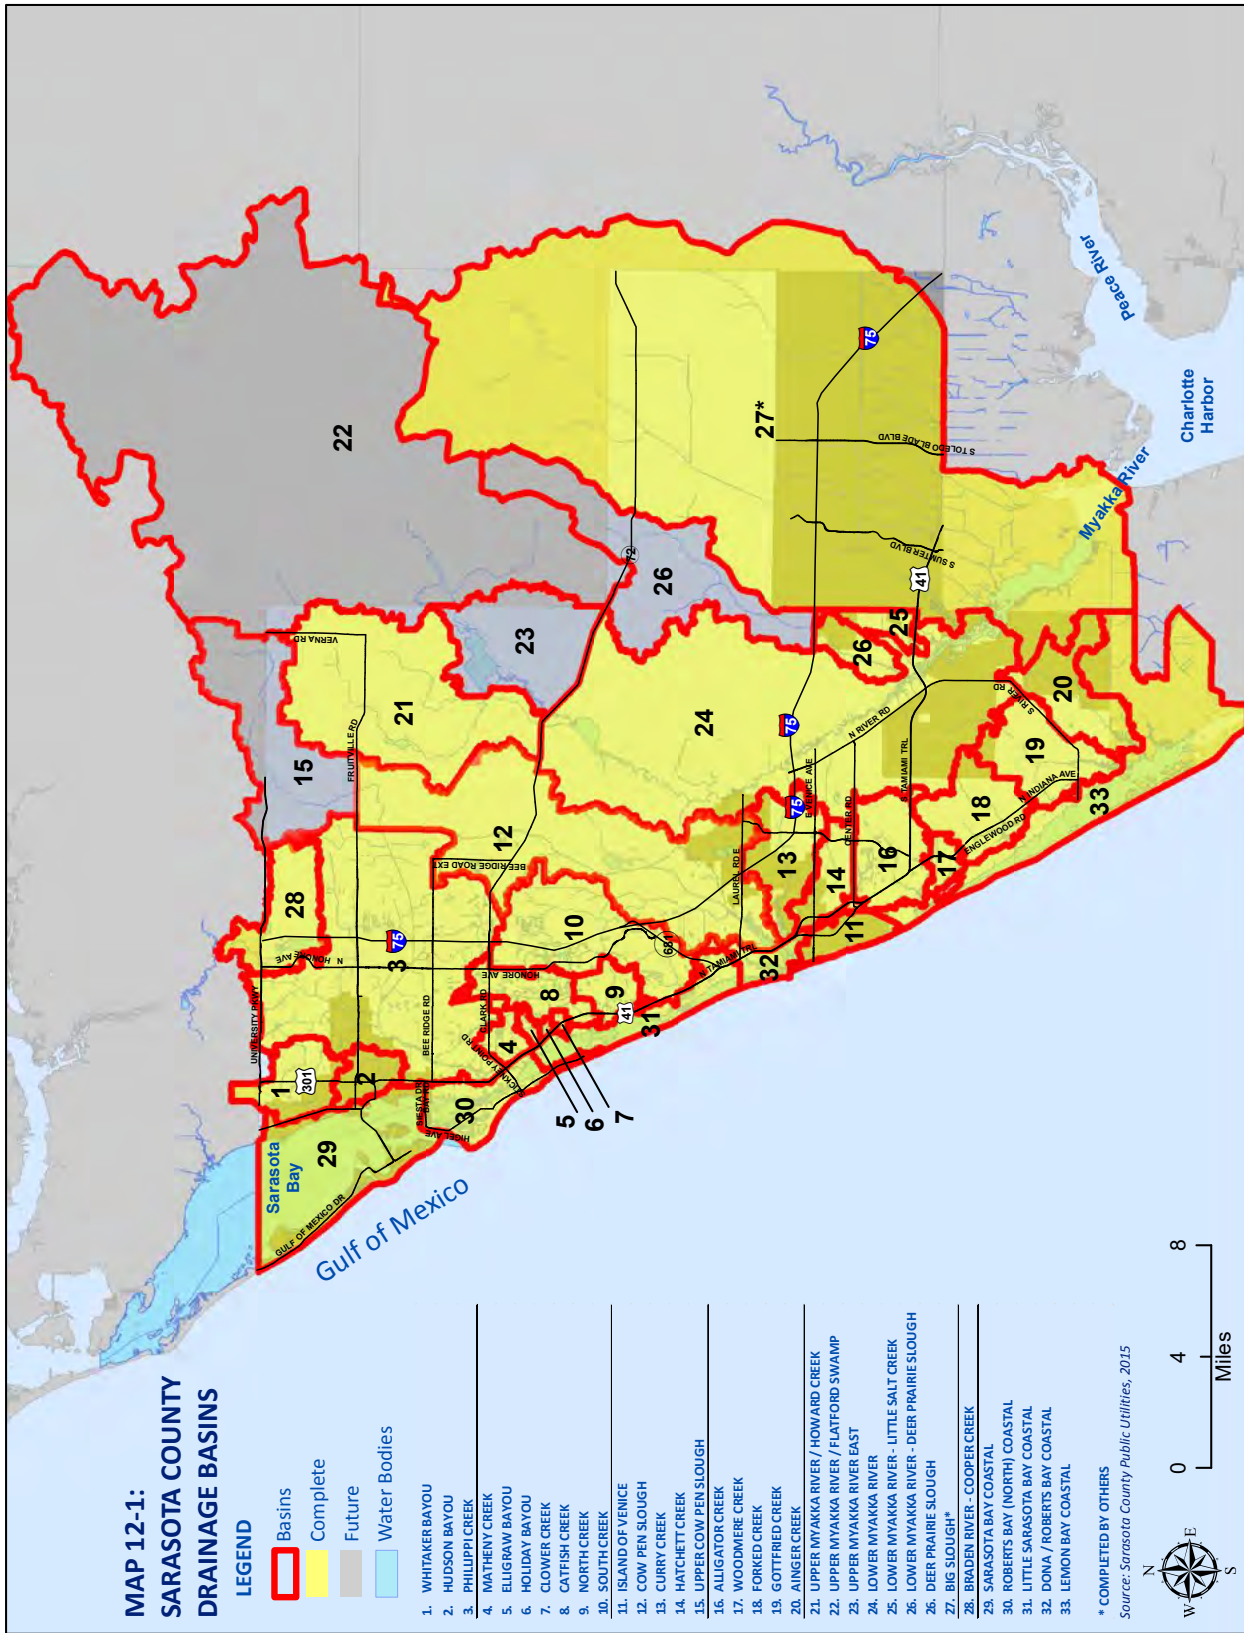 MAP 12-1:
SARASOTA COUNTY
DRAINAGE BASINS
LEGEND
Basins
Complete
Future
Water Bodies
1. WHITAKER BAYOU
2. HUDSON BAYOU
3. PHILLIPPI CREEK
4. MATHENY CREEK
5. ELLIGRAW BAYOU
6. HOLIDAY BAYOU
7. CLOWER CREEK
8. CATFISH CREEK
9. NORTH CREEK
10. SOUTH CREEK
11. ISLAND OF VENICE
12. COW PEN SLOUGH
13. CURRY CREEK
14. HATCHETT CREEK
15. UPPER COW PEN SLOUGH
16. ALLIGATOR CREEK
17. WOODMERE CREEK
18. FORKED CREEK
19. GOTTFRIED CREEK
20. AINGER CREEK
21. UPPER MYAKKA RIVER / HOWARD CREEK
22. UPPER MYAKKA RIVER / FLATFORD SWAMP
23. UPPER MYAKKA RIVER EAST
24. LOWER MYAKKA RIVER
25. LOWER MYAKKA RIVER - LITTLE SALT CREEK
26. LOWER MYAKKA RIVER - DEER PRAIRIE SLOUGH
26. DEER PRAIRIE SLOUGH
27. BIG SLOUGH*
28. BRADEN RIVER - COOPER CREEK
29. SARASOTA BAY COASTAL
30. ROBERTS BAY (NORTH) COASTAL
31. LITTLE SARASOTA BAY COASTAL
32. DONA / ROBERTS BAY COASTAL
33. LEMON BAY COASTAL
* COMPLETED BY OTHERS
Source: Sarasota County Public Utilities, 2015
N
W E
S
0 4 8
Miles
Gulf of Mexico
Sarasota
Bay
Charlotte
Harbor
Peace River
Myakka River
GULF OF MEXICO DR
UNIVERSITY PKWY
N HONORE AVE
HONORE AVE
FRUITVILLE RD
VERNA RD
BEE RIDGE RD
BEE RIDGE ROAD EXT
CLARK RD
STICKNEY POINT RD
SIESTA DR
BAY RD
HIGEL AVE
N TAMIAMI TRL
LAUREL RD E
E VENICE AVE
CENTER RD
S TAMIAMI TRL
N RIVER RD
S RIVER RD
ENGLEWOOD RD
N INDIANA AVE
S SUMTER BLVD
S TOLEDO BLADE BLVD
301
75
75
75
75
41
41
72
681
1
2
3
4
5
6
7
8
9
10
11
12
13
14
15
16
17
18
19
20
21
22
23
24
25
26
26
27*
28
29
30
31
32
33